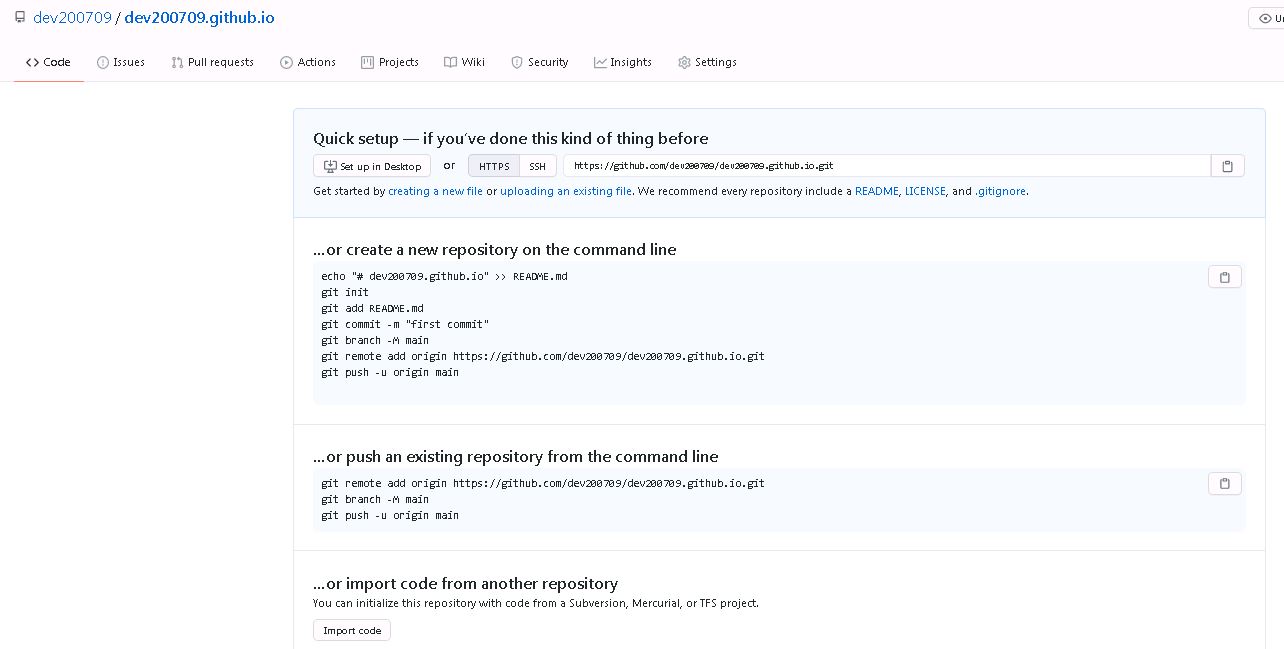 dev200709 / dev200709.github.io
Code Issues Pull requests Actions Projects Wiki Security Insights Settings
Quick setup — if you've done this kind of thing before
Set up in Desktop or HTTPS SSH https://github.com/dev200709/dev200709.github.io.git
Get started by creating a new file or uploading an existing file. We recommend every repository include a README, LICENSE, and .gitignore.
…or create a new repository on the command line
echo "# dev200709.github.io" >> README.md
git init
git add README.md
git commit -m "first commit"
git branch -M main
git remote add origin https://github.com/dev200709/dev200709.github.io.git
git push -u origin main
…or push an existing repository from the command line
git remote add origin https://github.com/dev200709/dev200709.github.io.git
git branch -M main
git push -u origin main
…or import code from another repository
You can initialize this repository with code from a Subversion, Mercurial, or TFS project.
Import code